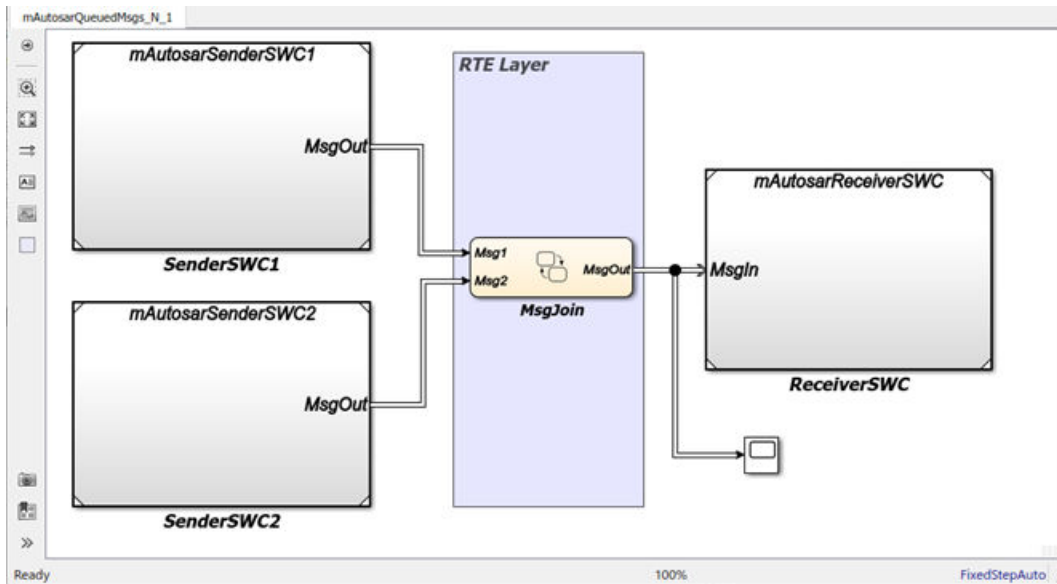 mAutosarQueuedMsgs_N_1
mAutosarSenderSWC1
MsgOut
SenderSWC1
mAutosarSenderSWC2
MsgOut
SenderSWC2
RTE Layer
Msg1
Msg2
MsgOut
MsgJoin
mAutosarReceiverSWC
MsgIn
ReceiverSWC
Ready
100%
FixedStepAuto